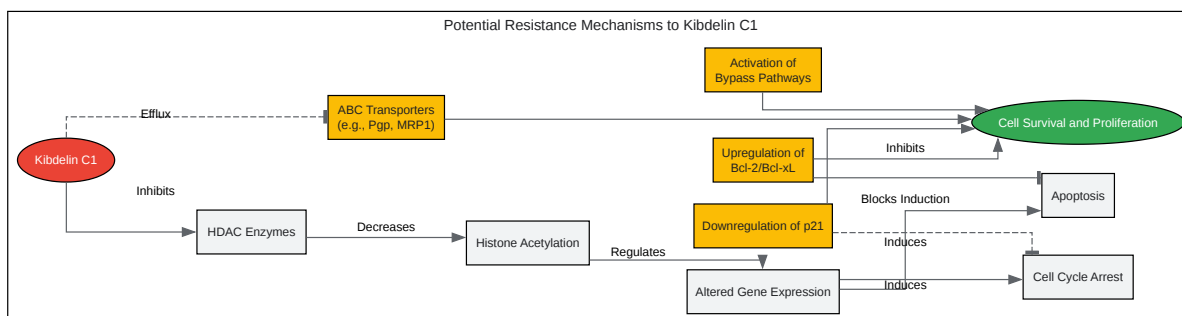 Potential Resistance Mechanisms to Kibdelin C1
Activation of
Bypass Pathways
Efflux
ABC Transporters
(e.g., Pgp, MRP1)
Cell Survival and Proliferation
Kibdelin C1
Upregulation of
Bcl-2/Bcl-xL
Inhibits
Inhibits
Apoptosis
Blocks Induction
HDAC Enzymes
Decreases
Histone Acetylation
Downregulation of p21
Induces
Regulates
Altered Gene Expression
Induces
Cell Cycle Arrest